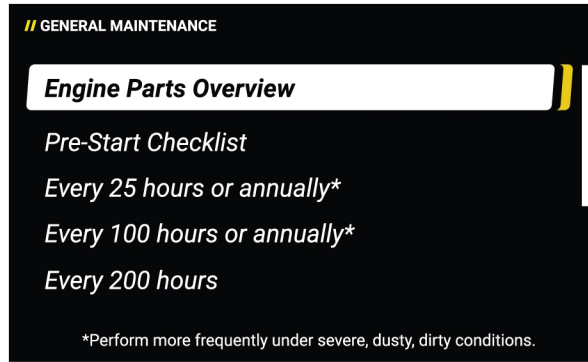 // GENERAL MAINTENANCE
Engine Parts Overview
Pre-Start Checklist
Every 25 hours or annually*
Every 100 hours or annually*
Every 200 hours
*Perform more frequently under severe, dusty, dirty conditions.